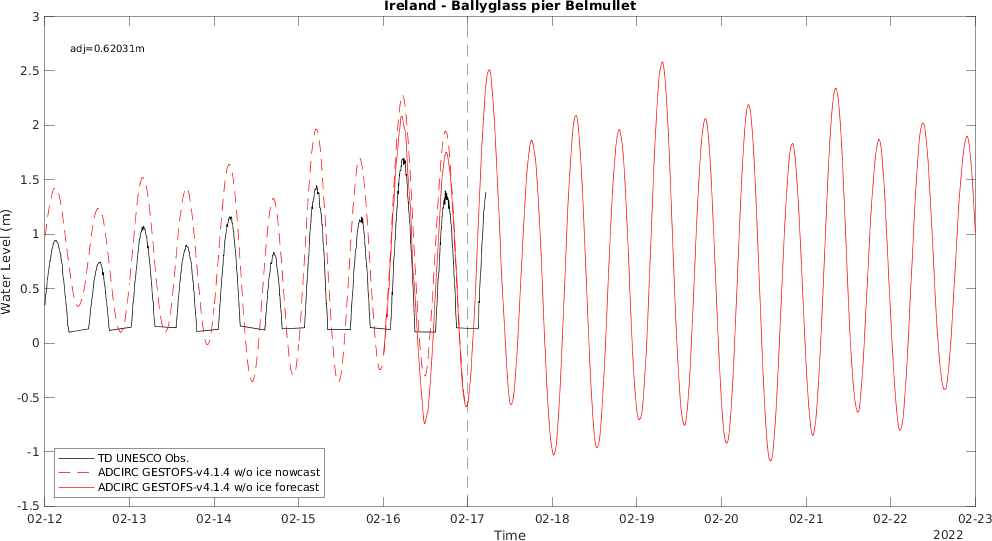 Ireland - Ballyglass pier Belmullet
adj=0.62031m
3
2.5
2
1.5
1
0.5
0
-0.5
-1
-1.5
Water Level (m)
TD UNESCO Obs.
ADCIRC GESTOFS-v4.1.4 w/o ice nowcast
ADCIRC GESTOFS-v4.1.4 w/o ice forecast
02-12 02-13 02-14 02-15 02-16 02-17 02-18 02-19 02-20 02-21 02-22 02-23
Time
2022